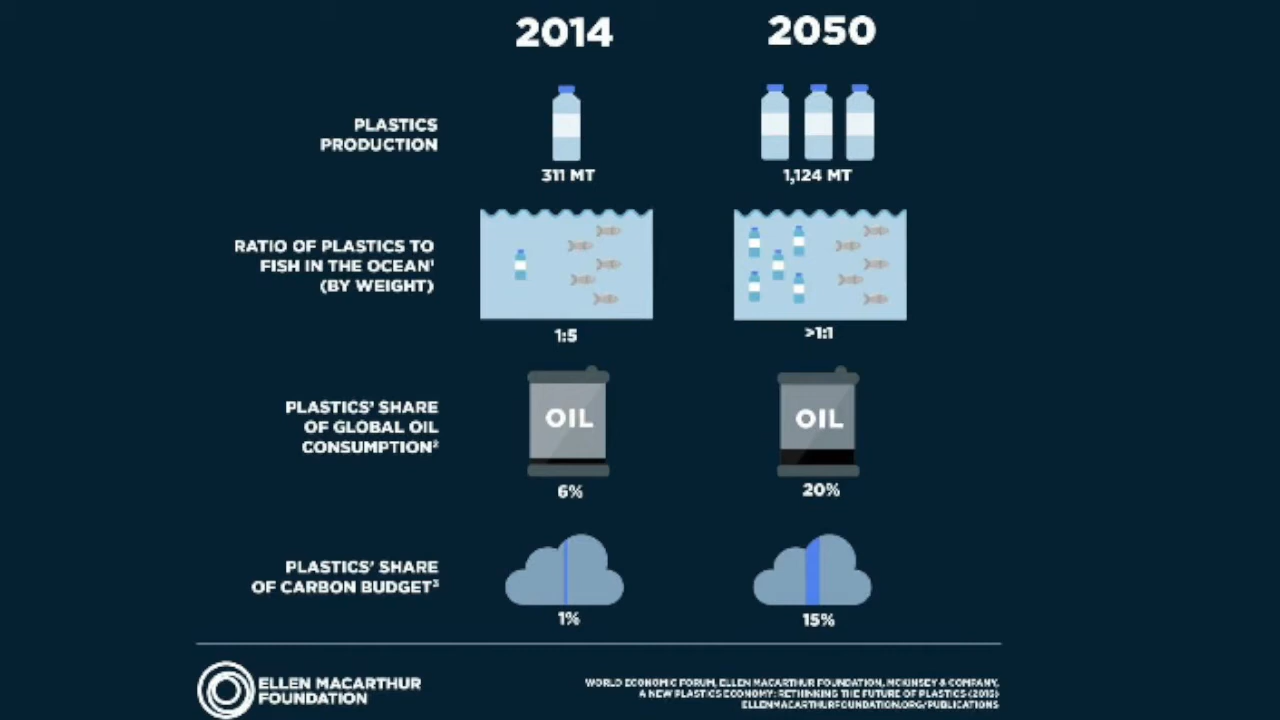 2014 2050
PLASTICS
PRODUCTION
311 MT 1,124 MT
RATIO OF PLASTICS TO
FISH IN THE OCEAN¹
(BY WEIGHT)
1:5 >1:1
PLASTICS' SHARE
OF GLOBAL OIL
CONSUMPTION²
OIL OIL
6% 20%
PLASTICS' SHARE
OF CARBON BUDGET³
1% 15%
ELLEN MACARTHUR
FOUNDATION
WORLD ECONOMIC FORUM, ELLEN MACARTHUR FOUNDATION, MCKINSEY & COMPANY,
A NEW PLASTICS ECONOMY: RETHINKING THE FUTURE OF PLASTICS (2016)
ELLENMACARTHURFOUNDATION.ORG/PUBLICATIONS